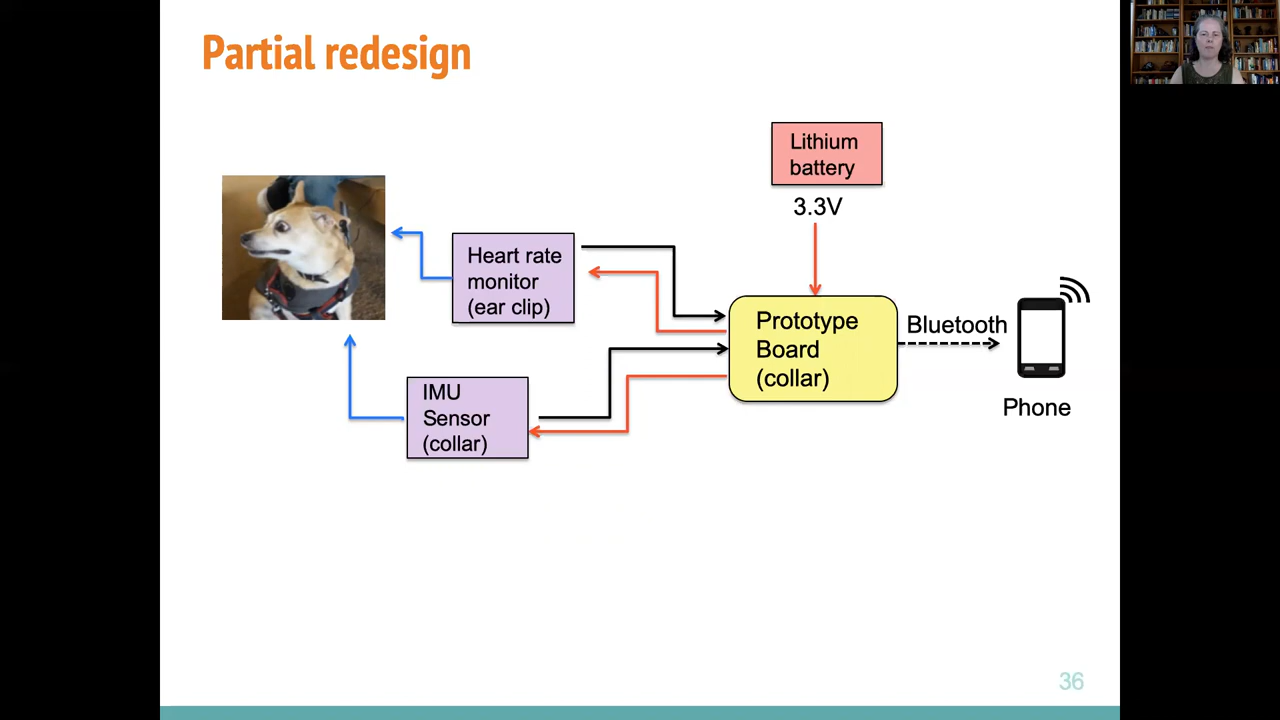 Partial redesign
Lithium
battery
3.3V
Heart rate
monitor
(ear clip)
Prototype
Board
(collar)
Bluetooth
Phone
IMU
Sensor
(collar)
36